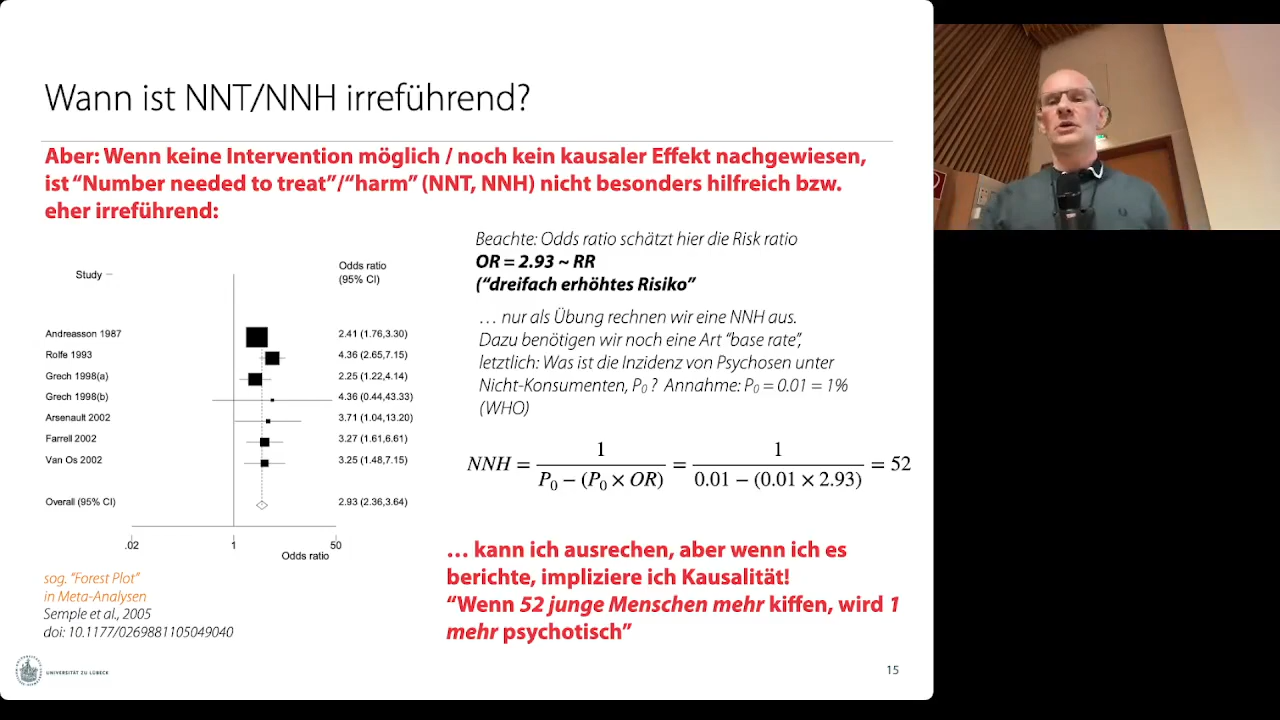 Wann ist NNT/NNH irreführend?
Aber: Wenn keine Intervention möglich / noch kein kausaler Effekt nachgewiesen,
ist “Number needed to treat”/“harm” (NNT, NNH) nicht besonders hilfreich bzw.
eher irreführend:
Study
Odds ratio
(95% CI)
Andreasson 1987 2.41 (1.76,3.30)
Rolfe 1993 4.36 (2.65,7.15)
Grech 1998(a) 2.25 (1.22,4.14)
Grech 1998(b) 4.36 (0.44,43.33)
Arsenault 2002 3.71 (1.04,13.20)
Farrell 2002 3.27 (1.61,6.61)
Van Os 2002 3.25 (1.48,7.15)
Overall (95% CI) 2.93 (2.36,3.64)
.02 1 50
Odds ratio
sog. “Forest Plot”
in Meta-Analysen
Semple et al., 2005
doi: 10.1177/0269881105049040
Beachte: Odds ratio schätzt hier die Risk ratio
OR = 2.93 ~ RR
(“dreifach erhöhtes Risiko”
… nur als Übung rechnen wir eine NNH aus.
Dazu benötigen wir noch eine Art “base rate”,
letztlich: Was ist die Inzidenz von Psychosen unter
Nicht-Konsumenten, P₀ ? Annahme: P₀ = 0.01 = 1%
(WHO)
NNH = 1 / (P₀ − (P₀ × OR)) = 1 / (0.01 − (0.01 × 2.93)) = 52
… kann ich ausrechen, aber wenn ich es
berichte, impliziere ich Kausalität!
“Wenn 52 junge Menschen mehr kiffen, wird 1
mehr psychotisch”
UNIVERSITÄT ZU LÜBECK
15